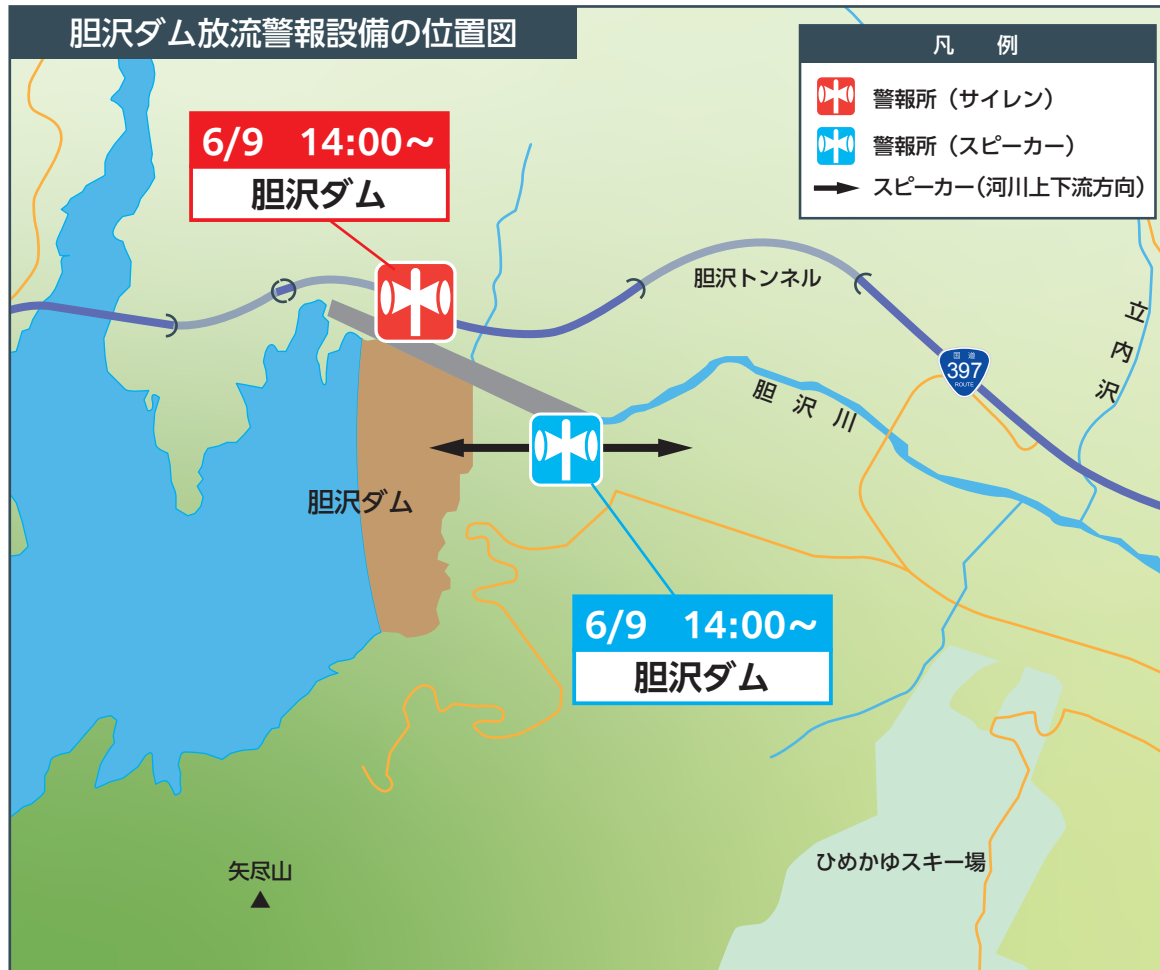 胆沢ダム放流警報設備の位置図
凡　例
警報所（サイレン）
警報所（スピーカー）
スピーカー（河川上下流方向）
6/9　14:00～
胆沢ダム
胆沢トンネル
立内沢
国道
397
ROUTE
胆沢川
胆沢ダム
6/9　14:00～
胆沢ダム
ひめかゆスキー場
矢尽山